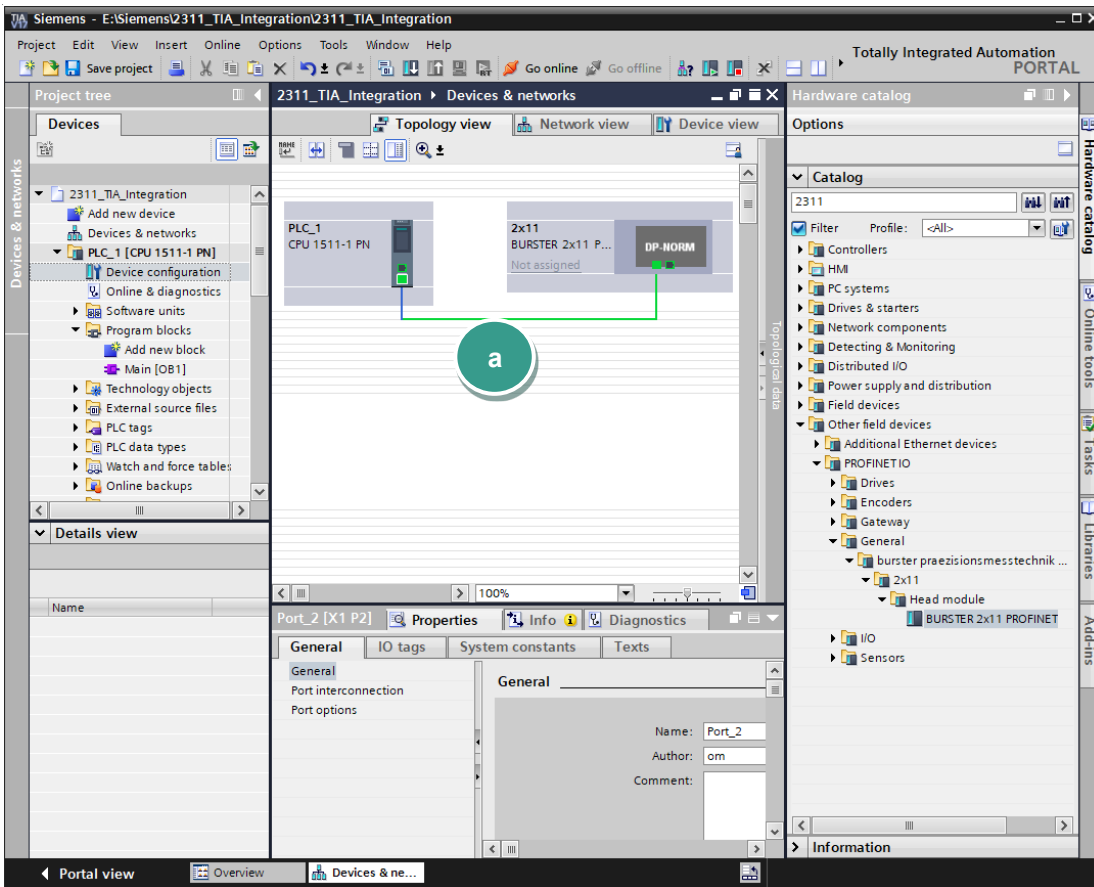 Siemens - E:\Siemens\2311_TIA_Integration\2311_TIA_Integration
Project Edit View Insert Online Options Tools Window Help
Totally Integrated Automation
PORTAL
Save project
Go online
Go offline
Project tree
Devices
Devices & networks
2311_TIA_Integration
Add new device
Devices & networks
PLC_1 [CPU 1511-1 PN]
Device configuration
Online & diagnostics
Software units
Program blocks
Add new block
Main [OB1]
Technology objects
External source files
PLC tags
PLC data types
Watch and force tables
Online backups
Details view
Name
2311_TIA_Integration Devices & networks
Topology view Network view Device view
PLC_1
CPU 1511-1 PN
2x11
BURSTER 2x11 P...
Not assigned
DP-NORM
a
Topological data
100%
Port_2 [X1 P2] Properties Info Diagnostics
General IO tags System constants Texts
General
Port interconnection
Port options
General
Name: Port_2
Author: om
Comment:
Hardware catalog
Options
Catalog
2311
Filter Profile: <All>
Controllers
HMI
PC systems
Drives & starters
Network components
Detecting & Monitoring
Distributed I/O
Power supply and distribution
Field devices
Other field devices
Additional Ethernet devices
PROFINET IO
Drives
Encoders
Gateway
General
burster praezisionsmesstechnik ...
2x11
Head module
BURSTER 2x11 PROFINET
I/O
Sensors
Information
Hardware catalog
Online tools
Tasks
Libraries
Add-ins
Portal view Overview Devices & ne...